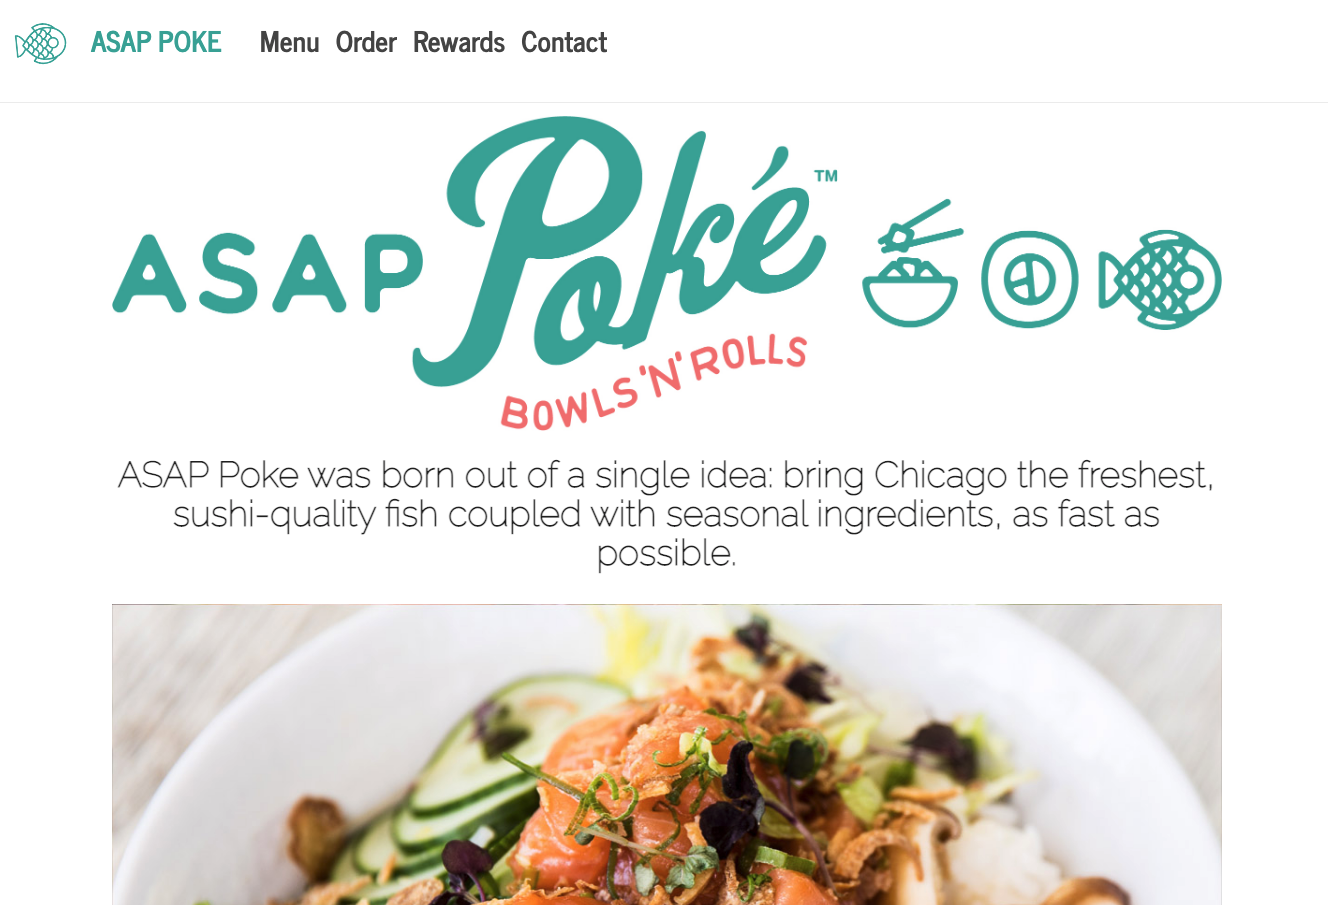 ASAP POKE Menu Order Rewards Contact
ASAP Poké™
BOWLS 'N' ROLLS
ASAP Poke was born out of a single idea: bring Chicago the freshest,
sushi-quality fish coupled with seasonal ingredients, as fast as
possible.